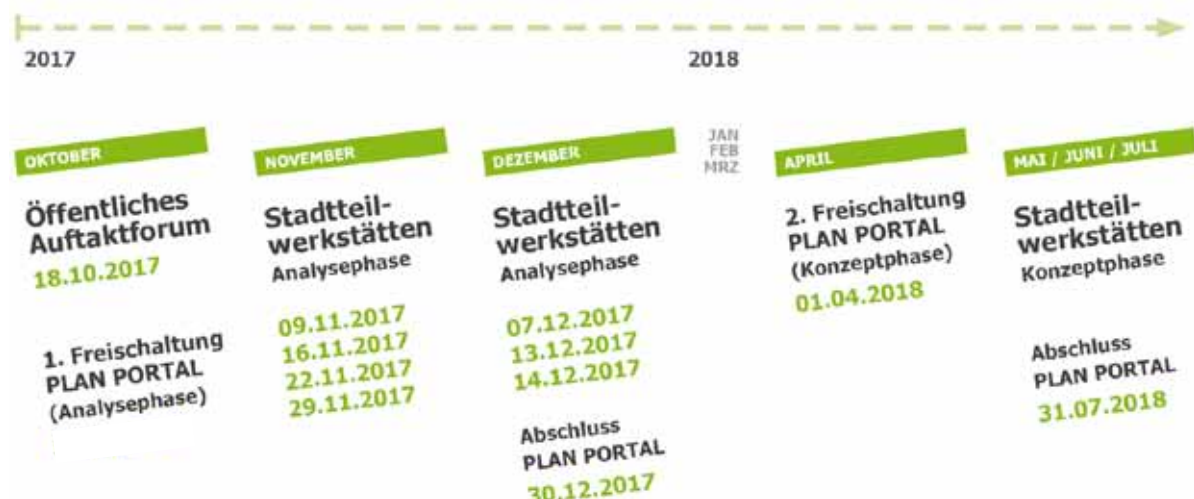 2017
2018
OKTOBER
Öffentliches
Auftaktforum
18.10.2017
1. Freischaltung
PLAN PORTAL
(Analysephase)
NOVEMBER
Stadtteil-
werkstätten
Analysephase
09.11.2017
16.11.2017
22.11.2017
29.11.2017
DEZEMBER
Stadtteil-
werkstätten
Analysephase
07.12.2017
13.12.2017
14.12.2017
Abschluss
PLAN PORTAL
30.12.2017
JAN
FEB
MRZ
APRIL
2. Freischaltung
PLAN PORTAL
(Konzeptphase)
01.04.2018
MAI / JUNI / JULI
Stadtteil-
werkstätten
Konzeptphase
Abschluss
PLAN PORTAL
31.07.2018